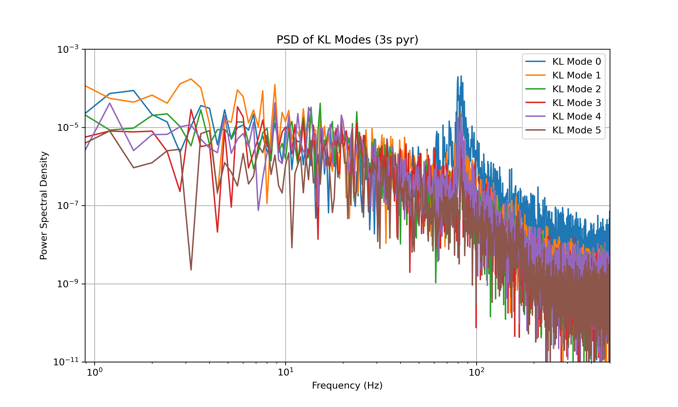 PSD of KL Modes (3s pyr)
Power Spectral Density
10⁻³
10⁻⁵
10⁻⁷
10⁻⁹
10⁻¹¹
KL Mode 0
KL Mode 1
KL Mode 2
KL Mode 3
KL Mode 4
KL Mode 5
10⁰
10¹
10²
Frequency (Hz)